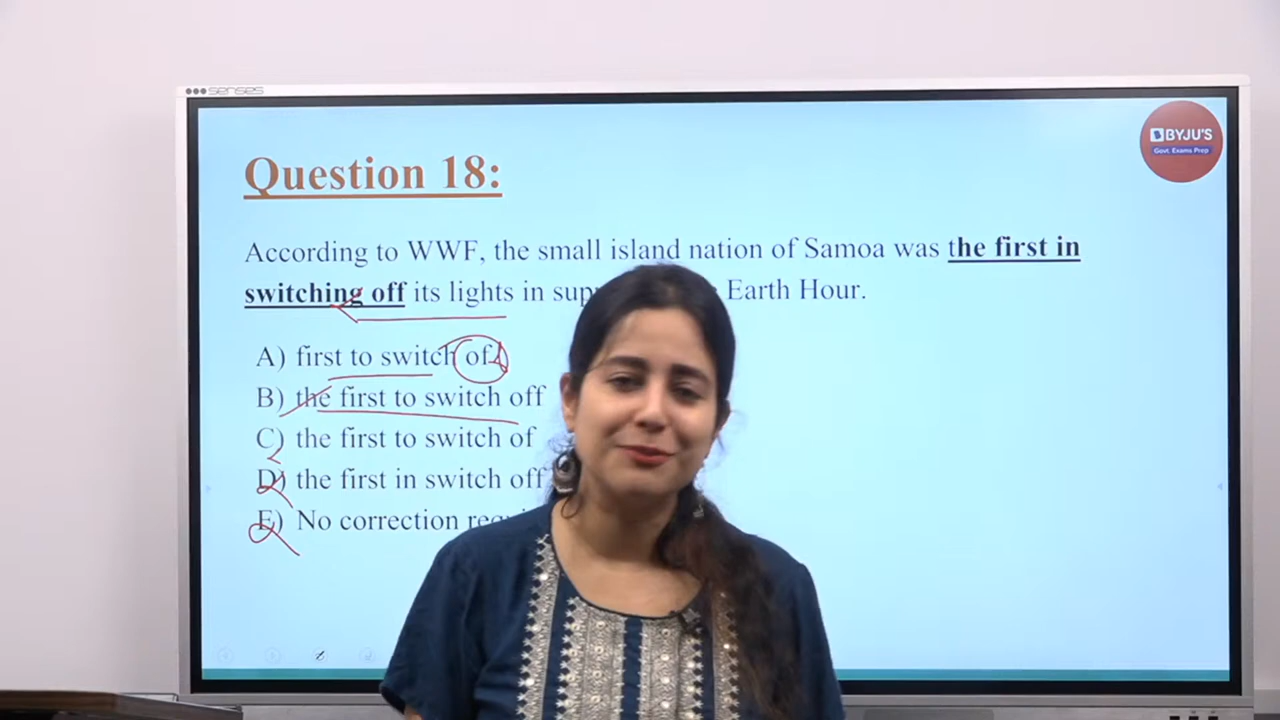 senses
BYJU'S
Govt. Exams Prep
Question 18:
According to WWF, the small island nation of Samoa was the first in
switching off its lights in Earth Hour.
A) first to switch of
B) the first to switch off
C) the first to switch of
D) the first in switch off
E) No correction